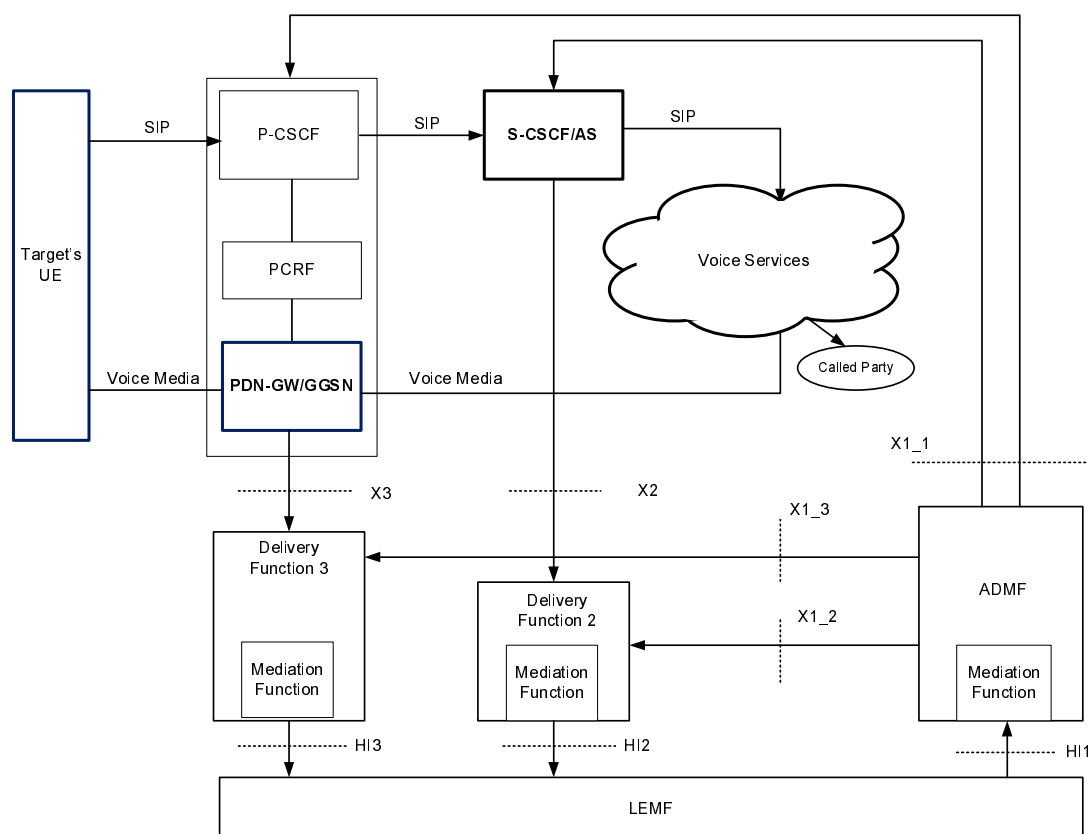 SIP
P-CSCF
SIP
S-CSCF/AS
SIP
Target's
UE
PCRF
Voice Services
Voice Media
PDN-GW/GGSN
Voice Media
Called Party
X1_1
X3
X2
X1_3
Delivery
Function 3
ADMF
Delivery
Function 2
X1_2
Mediation
Function
Mediation
Function
Mediation
Function
HI3
HI2
HI1
LEMF